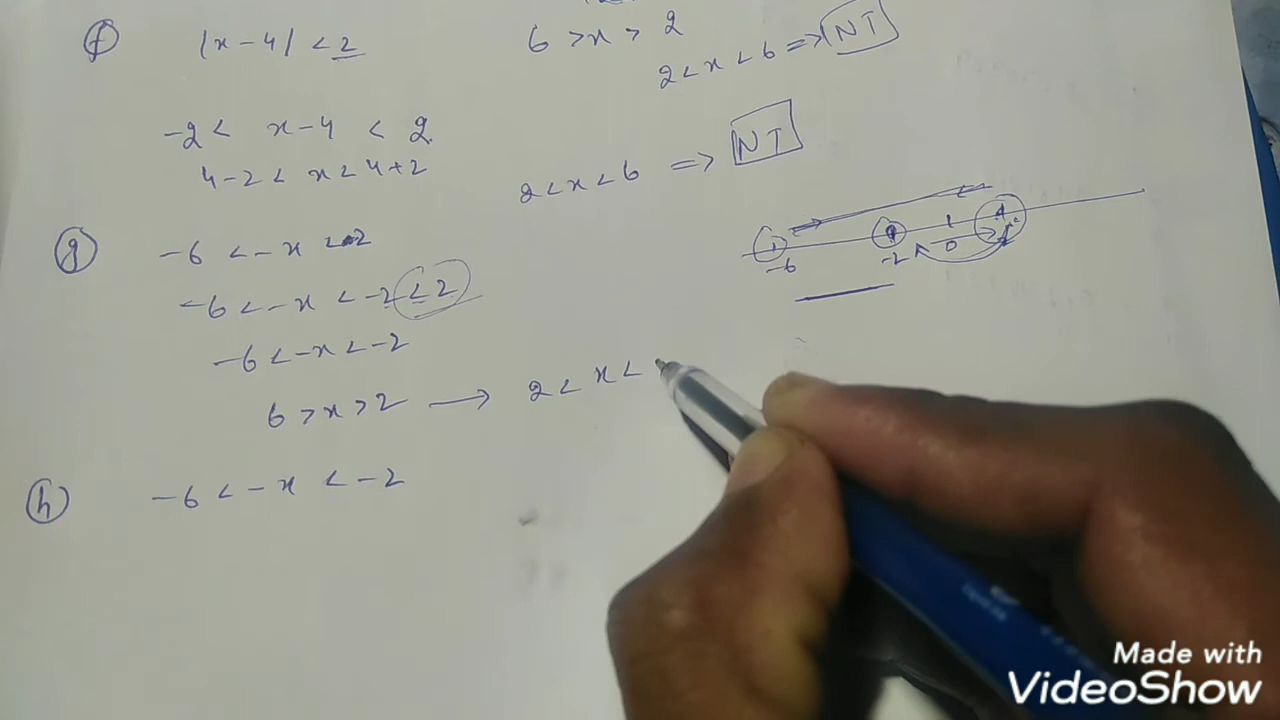 (f) |x-4| < 2
6 > x > 2
2 < x < 6 => NT
-2 < x-4 < 2
4-2 < x < 4+2
2 < x < 6 => NT
(g) -6 < -x < 2
-6 < -x < -2 < 2
-6 < -x < -2
6 > x > 2 → 2 < x <
-6 -2 0
(h) -6 < -x < -2
Made with
VideoShow